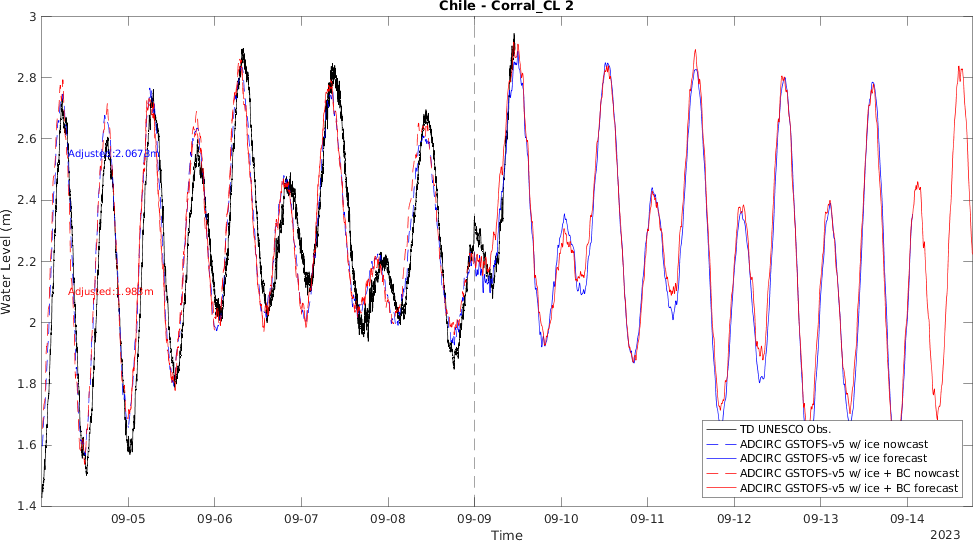 Chile - Corral_CL 2
3
2.8
2.6
2.4
2.2
2
1.8
1.6
1.4
Water Level (m)
Adjusted:2.0673m
Adjusted:1.983m
TD UNESCO Obs.
ADCIRC GSTOFS-v5 w/ ice nowcast
ADCIRC GSTOFS-v5 w/ ice forecast
ADCIRC GSTOFS-v5 w/ ice + BC nowcast
ADCIRC GSTOFS-v5 w/ ice + BC forecast
09-05 09-06 09-07 09-08 09-09 09-10 09-11 09-12 09-13 09-14
Time
2023